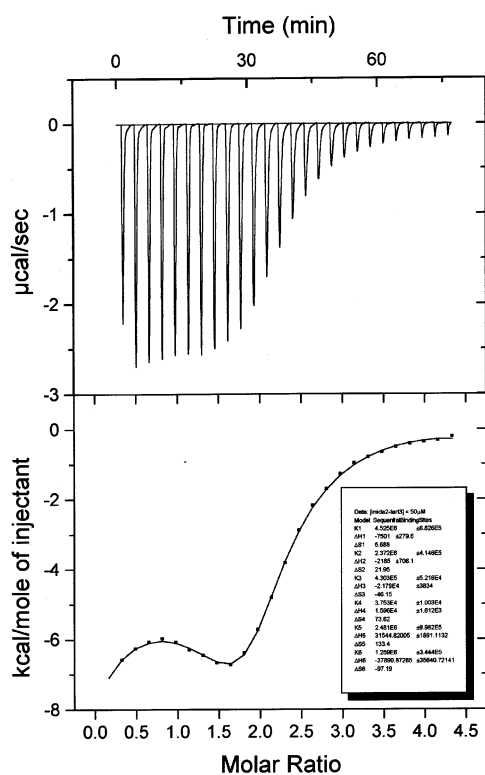 Time (min)
0 30 60
0
-1
-2
-3
µcal/sec
0
-2
-4
-6
-8
kcal/mole of injectant
Data: [imida2-tart3] = 50µM
Model: SequentialBindingSites
K1 4.525E6 ±6.826E5
ΔH1 -7501 ±279.6
ΔS1 5.688
K2 2.372E6 ±4.146E5
ΔH2 -2185 ±706.1
ΔS2 21.95
K3 4.303E5 ±5.218E4
ΔH3 -2.179E4 ±3834
ΔS3 -46.15
K4 3.753E4 ±1.003E4
ΔH4 1.596E4 ±1.612E3
ΔS4 73.62
K5 2.481E6 ±9.982E5
ΔH5 31544.82006 ±1891.1132
ΔS5 133.4
K6 1.259E6 ±3.444E5
ΔH6 -37890.87285 ±35640.72141
ΔS6 -97.19
0.0 0.5 1.0 1.5 2.0 2.5 3.0 3.5 4.0 4.5
Molar Ratio